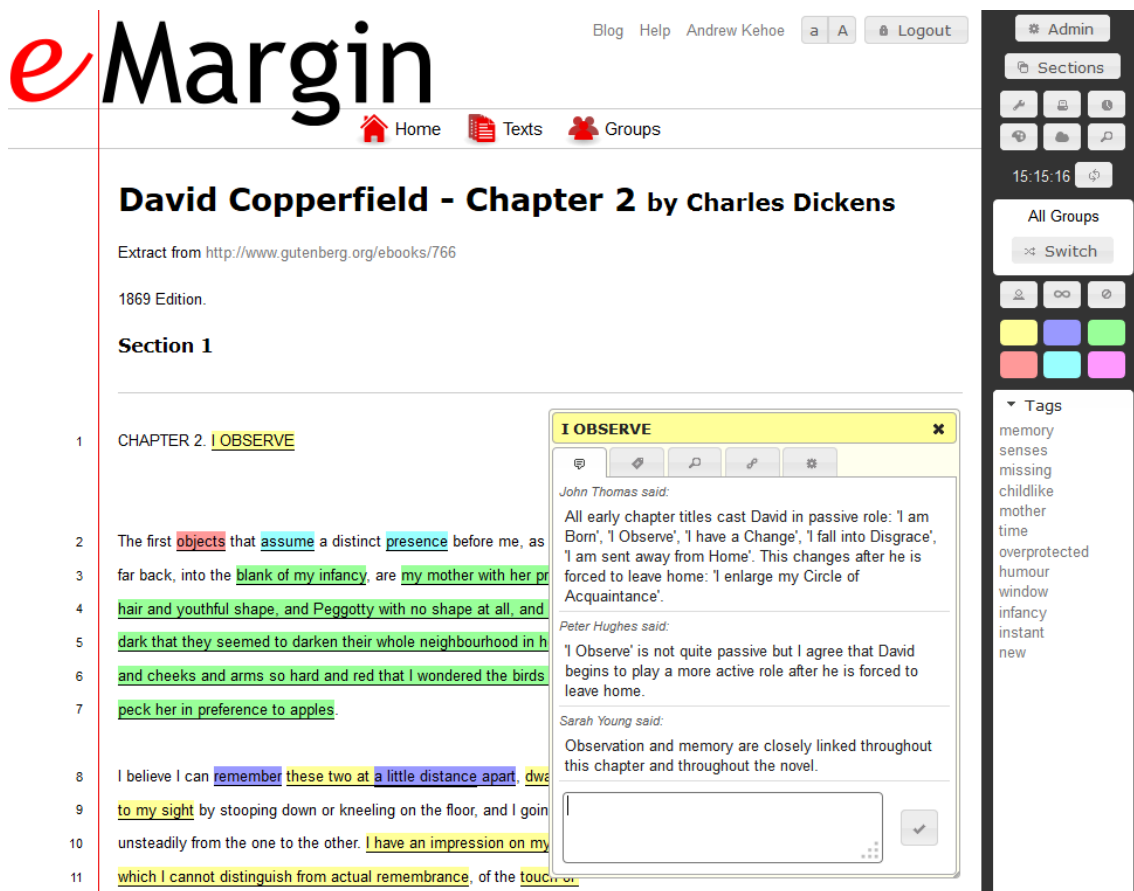 eMargin
Blog Help Andrew Kehoe a A Logout
Home Texts Groups
David Copperfield - Chapter 2 by Charles Dickens
Extract from http://www.gutenberg.org/ebooks/766
1869 Edition.
Section 1
1 CHAPTER 2. I OBSERVE
2 The first objects that assume a distinct presence before me, as
3 far back, into the blank of my infancy, are my mother with her pr
4 hair and youthful shape, and Peggotty with no shape at all, and
5 dark that they seemed to darken their whole neighbourhood in h
6 and cheeks and arms so hard and red that I wondered the birds
7 peck her in preference to apples.
8 I believe I can remember these two at a little distance apart, dwa
9 to my sight by stooping down or kneeling on the floor, and I goin
10 unsteadily from the one to the other. I have an impression on my
11 which I cannot distinguish from actual remembrance, of the touch of
I OBSERVE
John Thomas said:
All early chapter titles cast David in passive role: 'I am
Born', 'I Observe', 'I have a Change', 'I fall into Disgrace',
'I am sent away from Home'. This changes after he is
forced to leave home: 'I enlarge my Circle of
Acquaintance'.
Peter Hughes said:
'I Observe' is not quite passive but I agree that David
begins to play a more active role after he is forced to
leave home.
Sarah Young said:
Observation and memory are closely linked throughout
this chapter and throughout the novel.
Admin
Sections
15:15:16
All Groups
Switch
Tags
memory
senses
missing
childlike
mother
time
overprotected
humour
window
infancy
instant
new